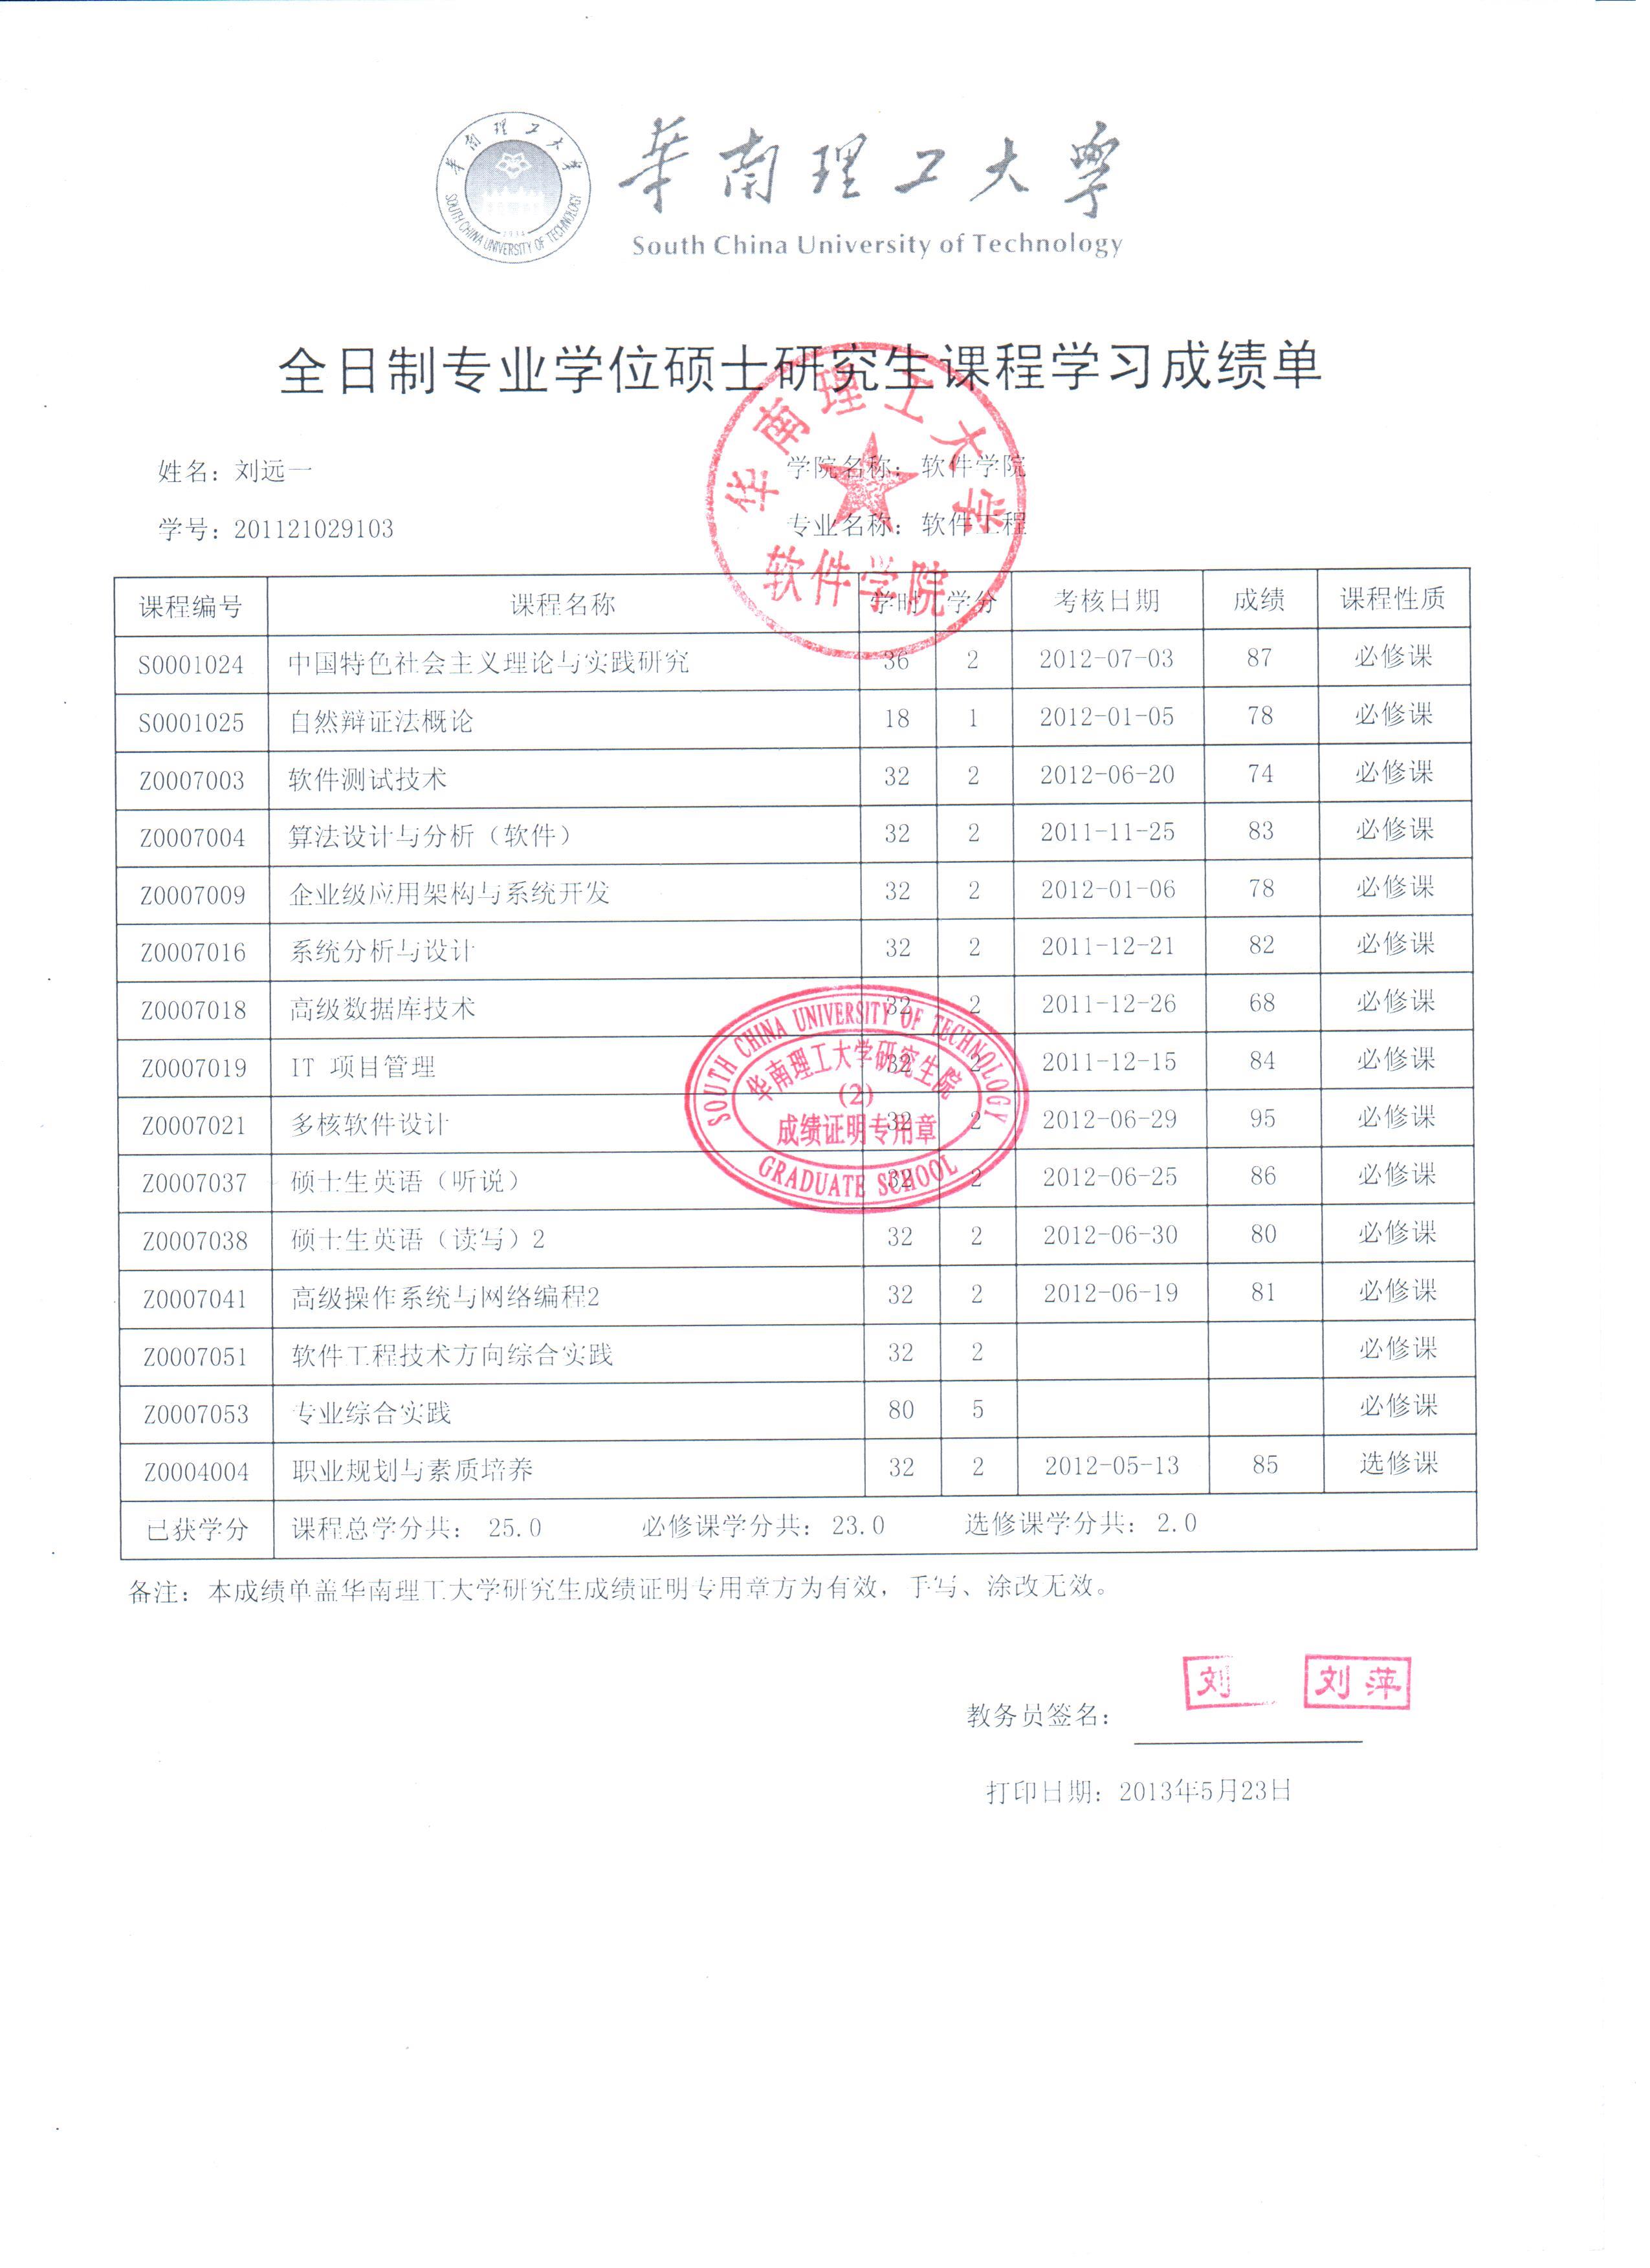 華南理工大學
SOUTH CHINA UNIVERSITY OF TECHNOLOGY
1934
華南理工大學
South China University of Technology
全日制专业学位硕士研究生课程学习成绩单
华南理工大学
软件学院
姓名：刘远一 学院名称：软件学院
学号：201121029103 专业名称：软件工程
课程编号 课程名称 学时 学分 考核日期 成绩 课程性质
S0001024 中国特色社会主义理论与实践研究 36 2 2012-07-03 87 必修课
S0001025 自然辩证法概论 18 1 2012-01-05 78 必修课
Z0007003 软件测试技术 32 2 2012-06-20 74 必修课
Z0007004 算法设计与分析（软件） 32 2 2011-11-25 83 必修课
Z0007009 企业级应用架构与系统开发 32 2 2012-01-06 78 必修课
Z0007016 系统分析与设计 32 2 2011-12-21 82 必修课
Z0007018 高级数据库技术 32 2 2011-12-26 68 必修课
Z0007019 IT 项目管理 32 2 2011-12-15 84 必修课
Z0007021 多核软件设计 32 2 2012-06-29 95 必修课
Z0007037 硕士生英语（听说） 32 2 2012-06-25 86 必修课
Z0007038 硕士生英语（读写）2 32 2 2012-06-30 80 必修课
Z0007041 高级操作系统与网络编程2 32 2 2012-06-19 81 必修课
Z0007051 软件工程技术方向综合实践 32 2 必修课
Z0007053 专业综合实践 80 5 必修课
Z0004004 职业规划与素质培养 32 2 2012-05-13 85 选修课
已获学分 课程总学分共： 25.0 必修课学分共：23.0 选修课学分共：2.0
SOUTH CHINA UNIVERSITY OF TECHNOLOGY
华南理工大学研究生院
(2)
成绩证明专用章
GRADUATE SCHOOL
备注：本成绩单盖华南理工大学研究生成绩证明专用章方为有效，手写、涂改无效。
刘 刘萍
教务员签名：
打印日期：2013年5月23日